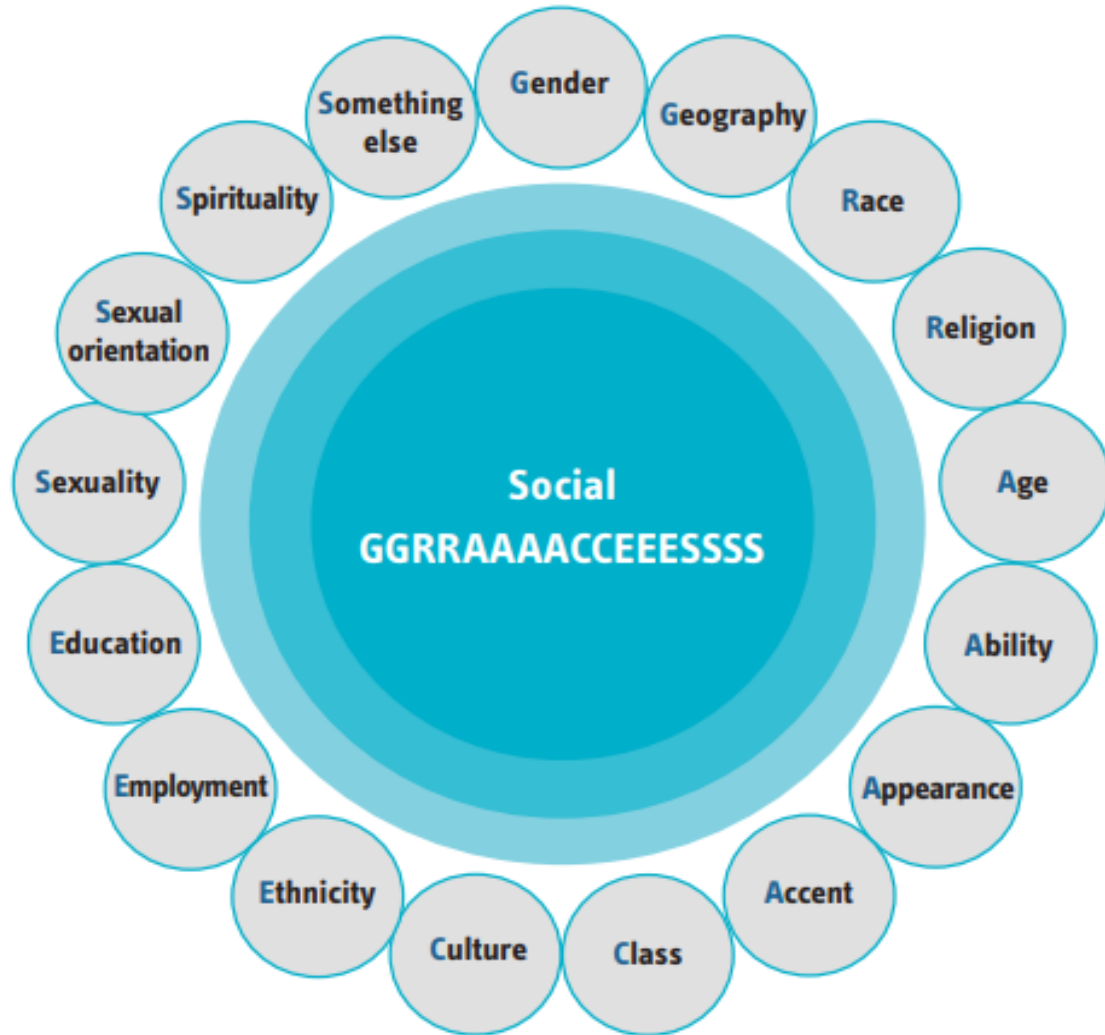 Gender
Geography
Race
Religion
Age
Ability
Appearance
Accent
Class
Culture
Ethnicity
Employment
Education
Sexuality
Sexual
orientation
Spirituality
Something
else
Social
GGRRAAAACCEEESSSS